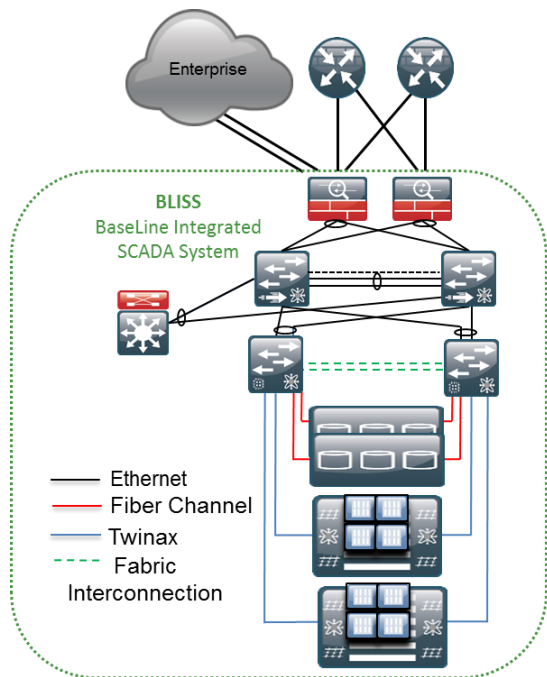 Enterprise
BLISS
BaseLine Integrated
SCADA System
Ethernet
Fiber Channel
Twinax
Fabric
Interconnection